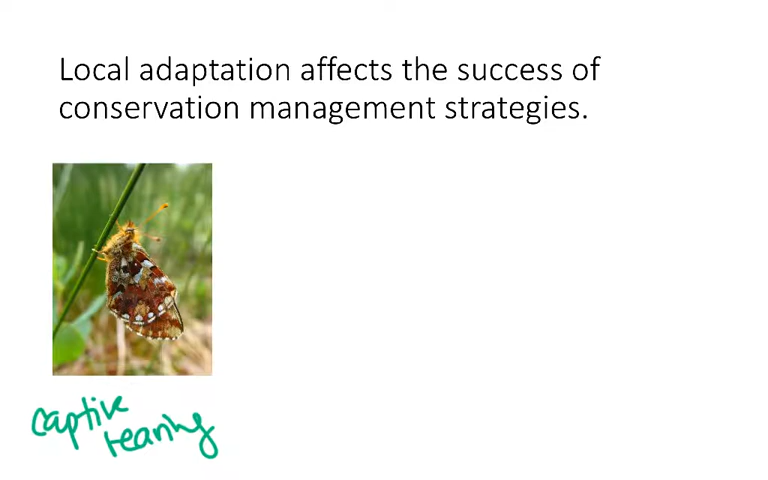 Local adaptation affects the success of
conservation management strategies.
captive
rearing